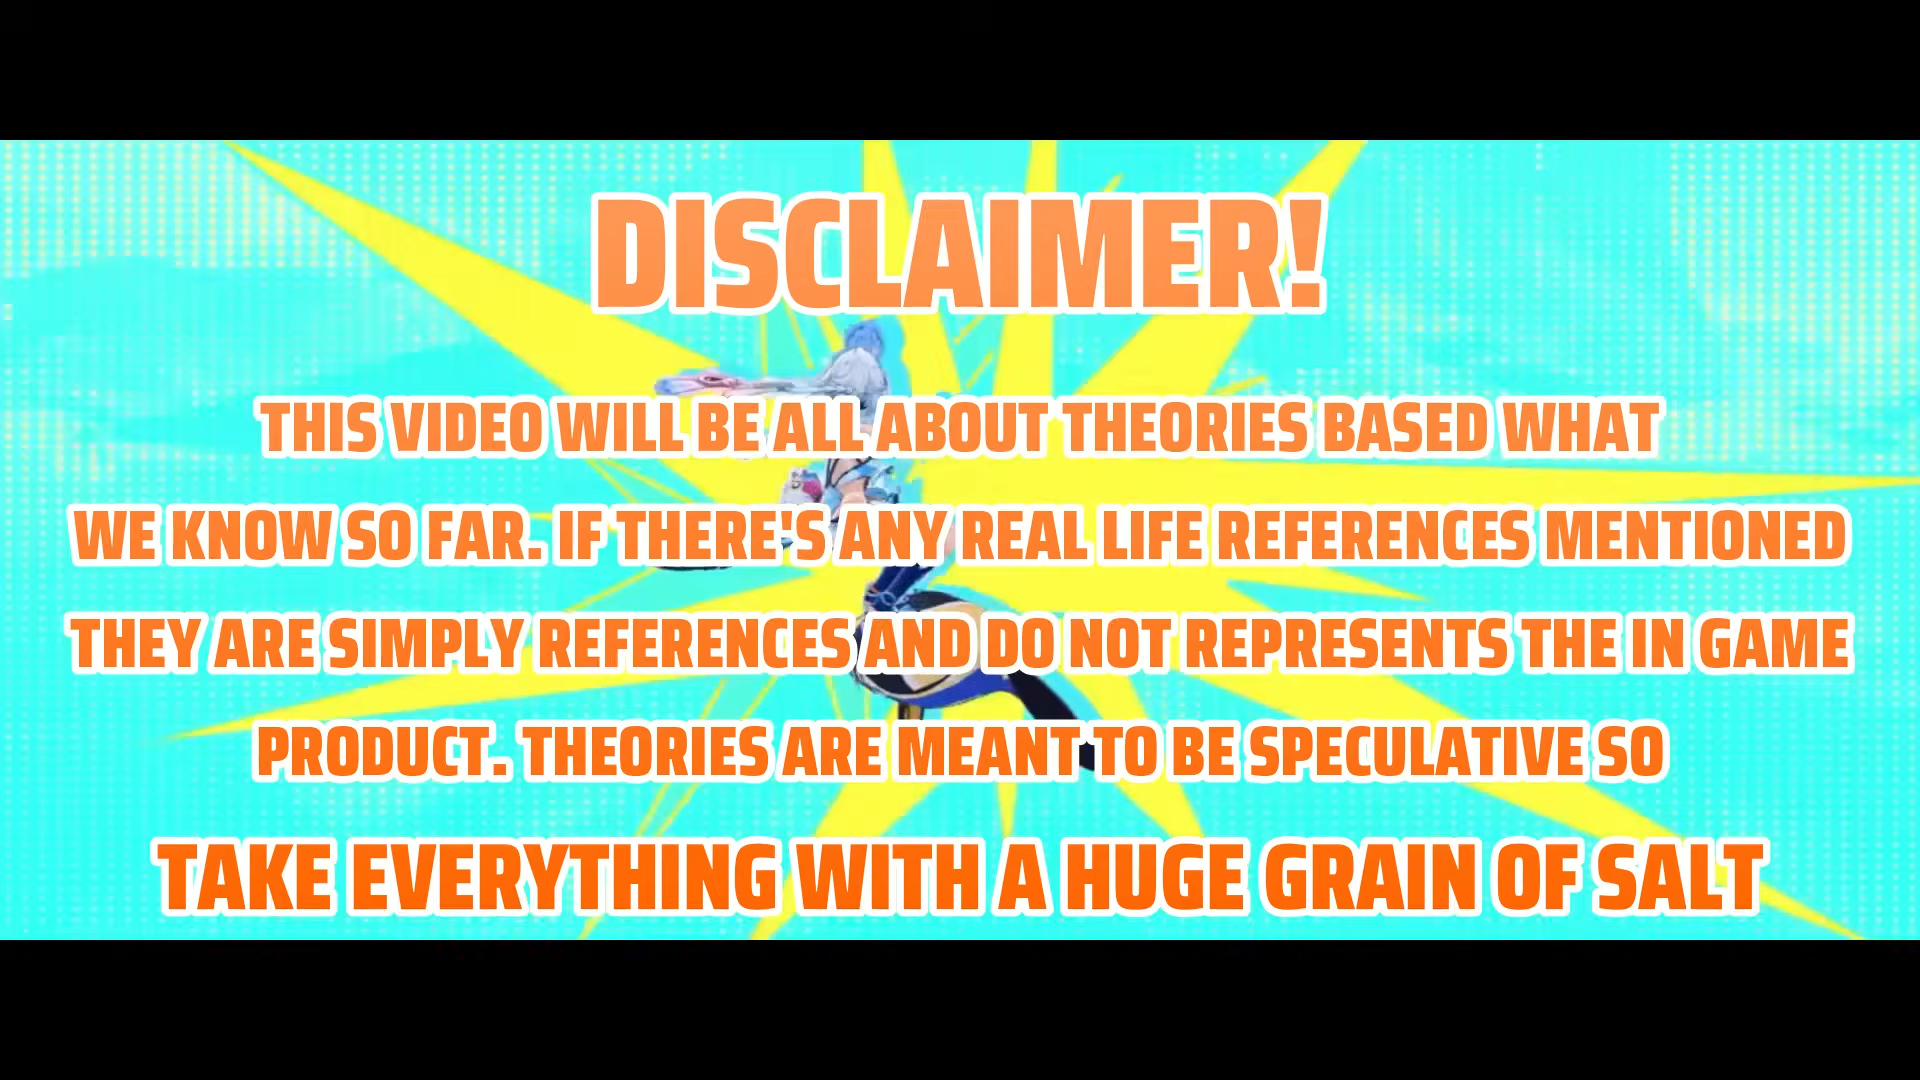 DISCLAIMER!
THIS VIDEO WILL BE ALL ABOUT THEORIES BASED WHAT
WE KNOW SO FAR. IF THERE'S ANY REAL LIFE REFERENCES MENTIONED
THEY ARE SIMPLY REFERENCES AND DO NOT REPRESENTS THE IN GAME
PRODUCT. THEORIES ARE MEANT TO BE SPECULATIVE SO
TAKE EVERYTHING WITH A HUGE GRAIN OF SALT